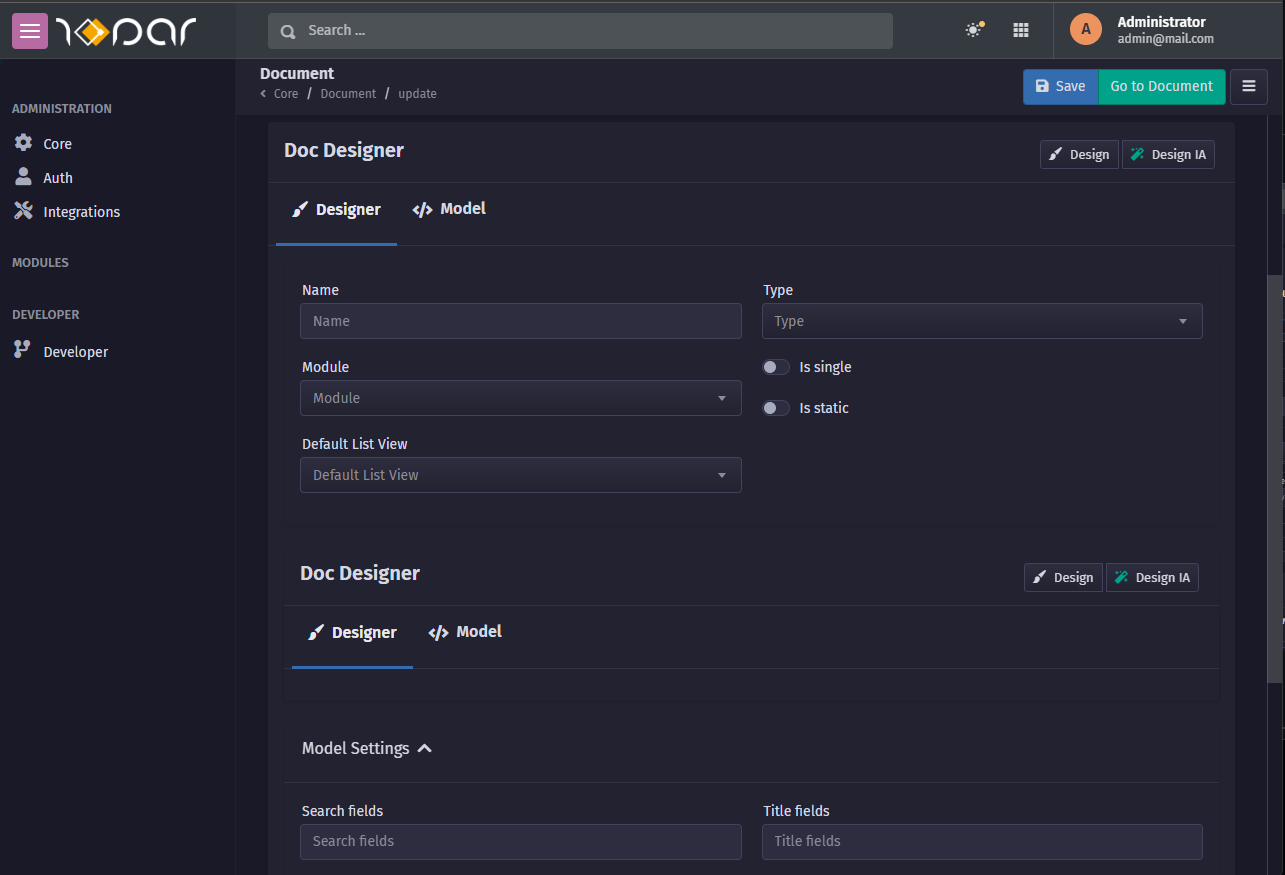 Search ...
A
Administrator
admin@mail.com
Document
Core / Document / update
Save
Go to Document
ADMINISTRATION
Core
Auth
Integrations
MODULES
DEVELOPER
Developer
Doc Designer
Design
Design IA
Designer
</> Model
Name
Name
Type
Type
Module
Module
Is single
Is static
Default List View
Default List View
Doc Designer
Design
Design IA
Designer
</> Model
Model Settings
Search fields
Search fields
Title fields
Title fields